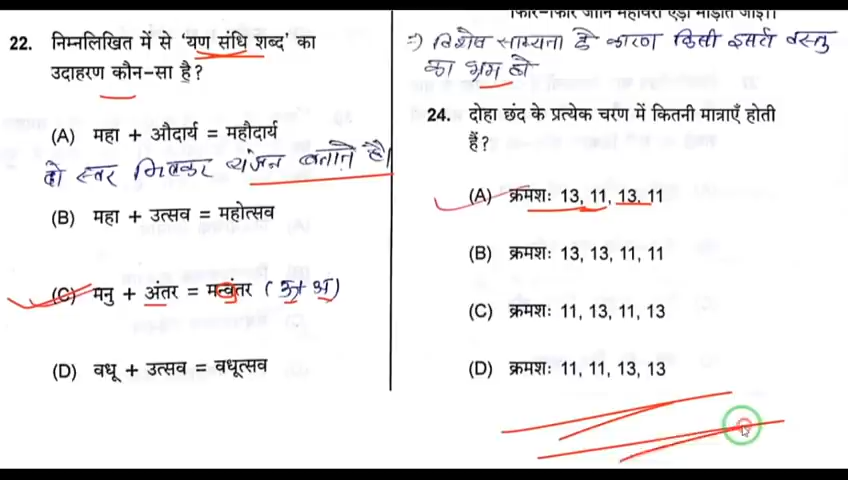 22. निम्नलिखित में से 'यण संधि शब्द' का
उदाहरण कौन-सा है?
(A) महा + औदार्य = महौदार्य
दो स्वर मिलकर व्यंजन बनाते है।
(B) महा + उत्सव = महोत्सव
(C) मनु + अंतर = मन्वंतर ( उ + अ )
(D) वधू + उत्सव = वधूत्सव
⇒ विशेष साम्यता के कारण किसी दूसरी वस्तु
का भ्रम हो
24. दोहा छंद के प्रत्येक चरण में कितनी मात्राएँ होती
हैं?
(A) क्रमशः 13, 11, 13, 11
(B) क्रमशः 13, 13, 11, 11
(C) क्रमशः 11, 13, 11, 13
(D) क्रमशः 11, 11, 13, 13